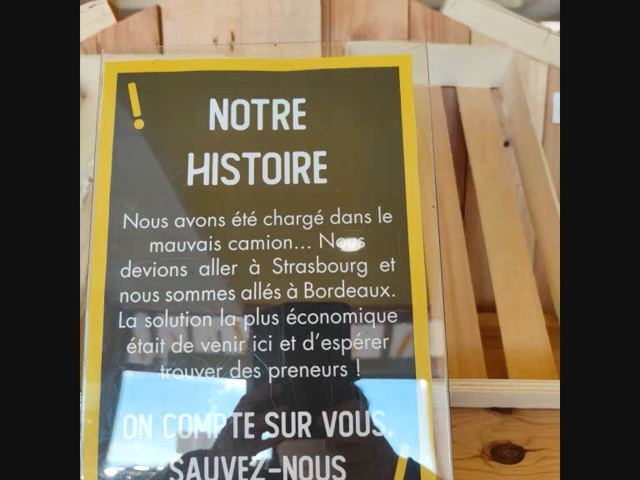 !
NOTRE
HISTOIRE
Nous avons été chargé dans le
mauvais camion... Nous
devions aller à Strasbourg et
nous sommes allés à Bordeaux.
La solution la plus économique
était de venir ici et d'espérer
trouver des preneurs !
ON COMPTE SUR VOUS,
SAUVEZ-NOUS
!